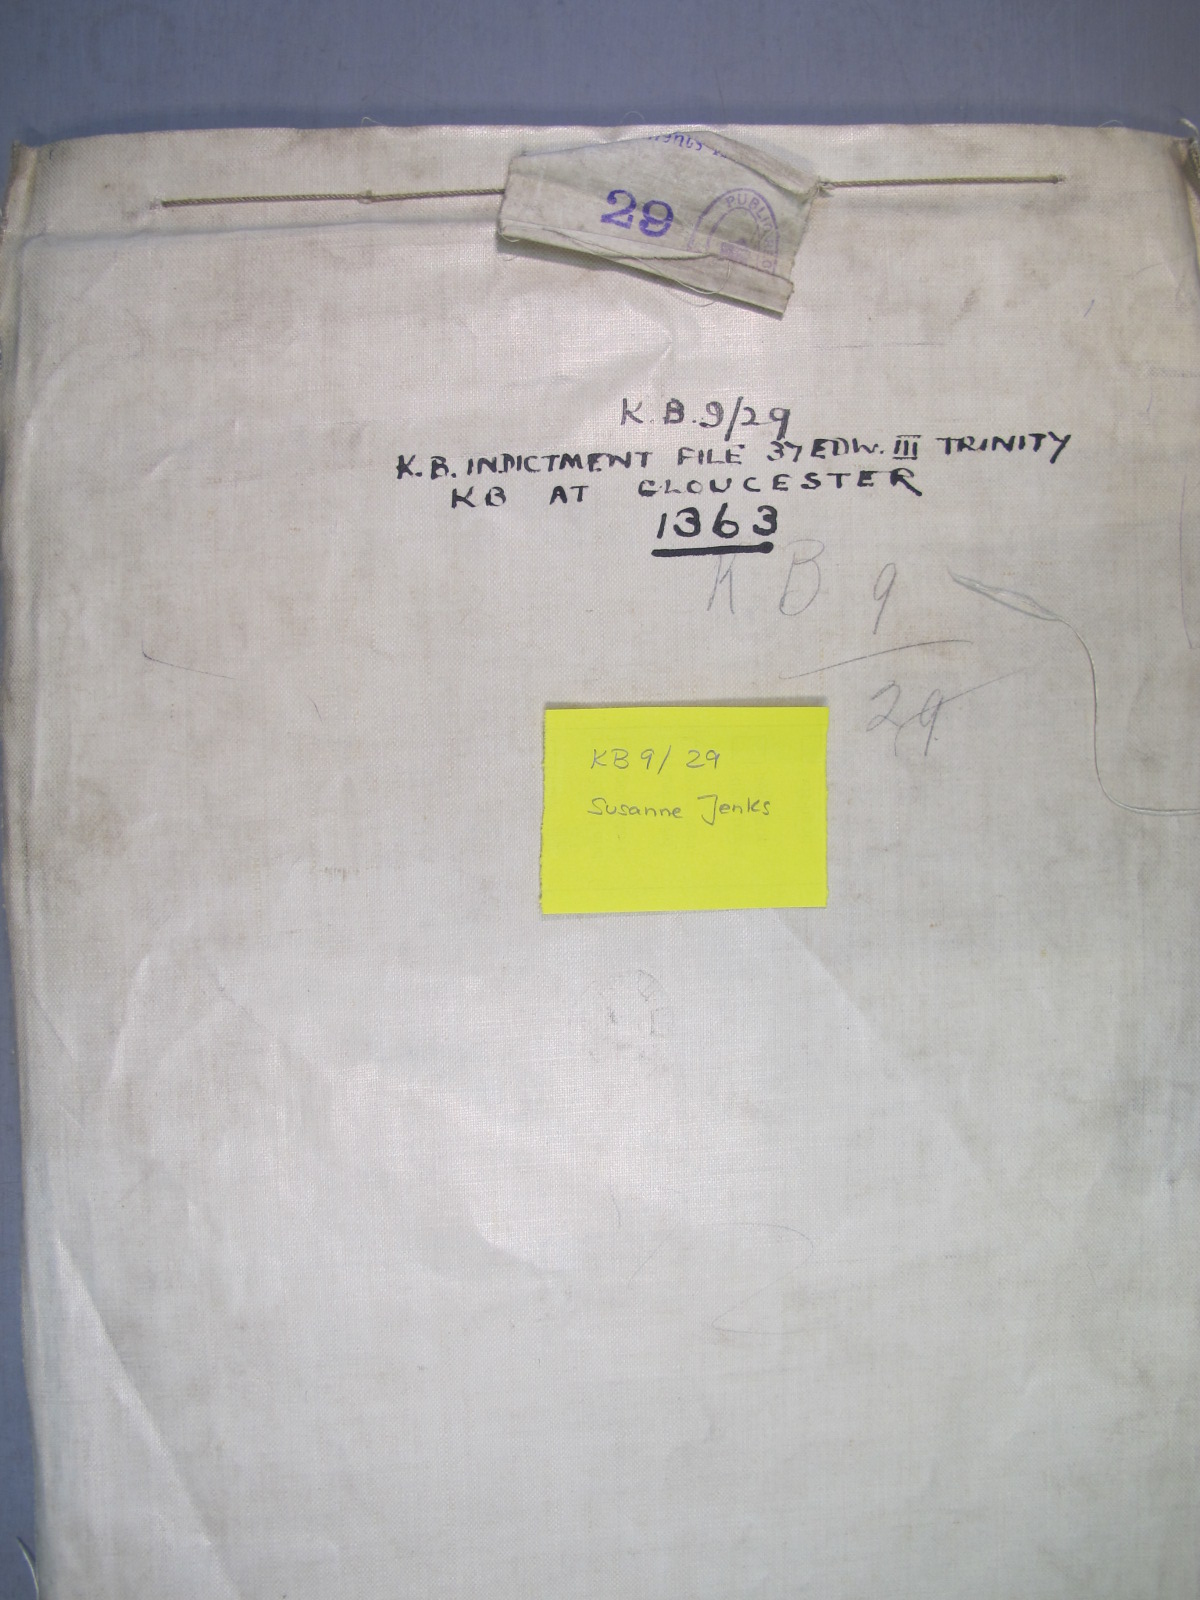 29
PUBLIC
K.B.9/29
K.B. INDICTMENT FILE 37 EDW. III TRINITY
KB AT GLOUCESTER
1363
K B 9
29
KB 9/ 29
Susanne Jenks